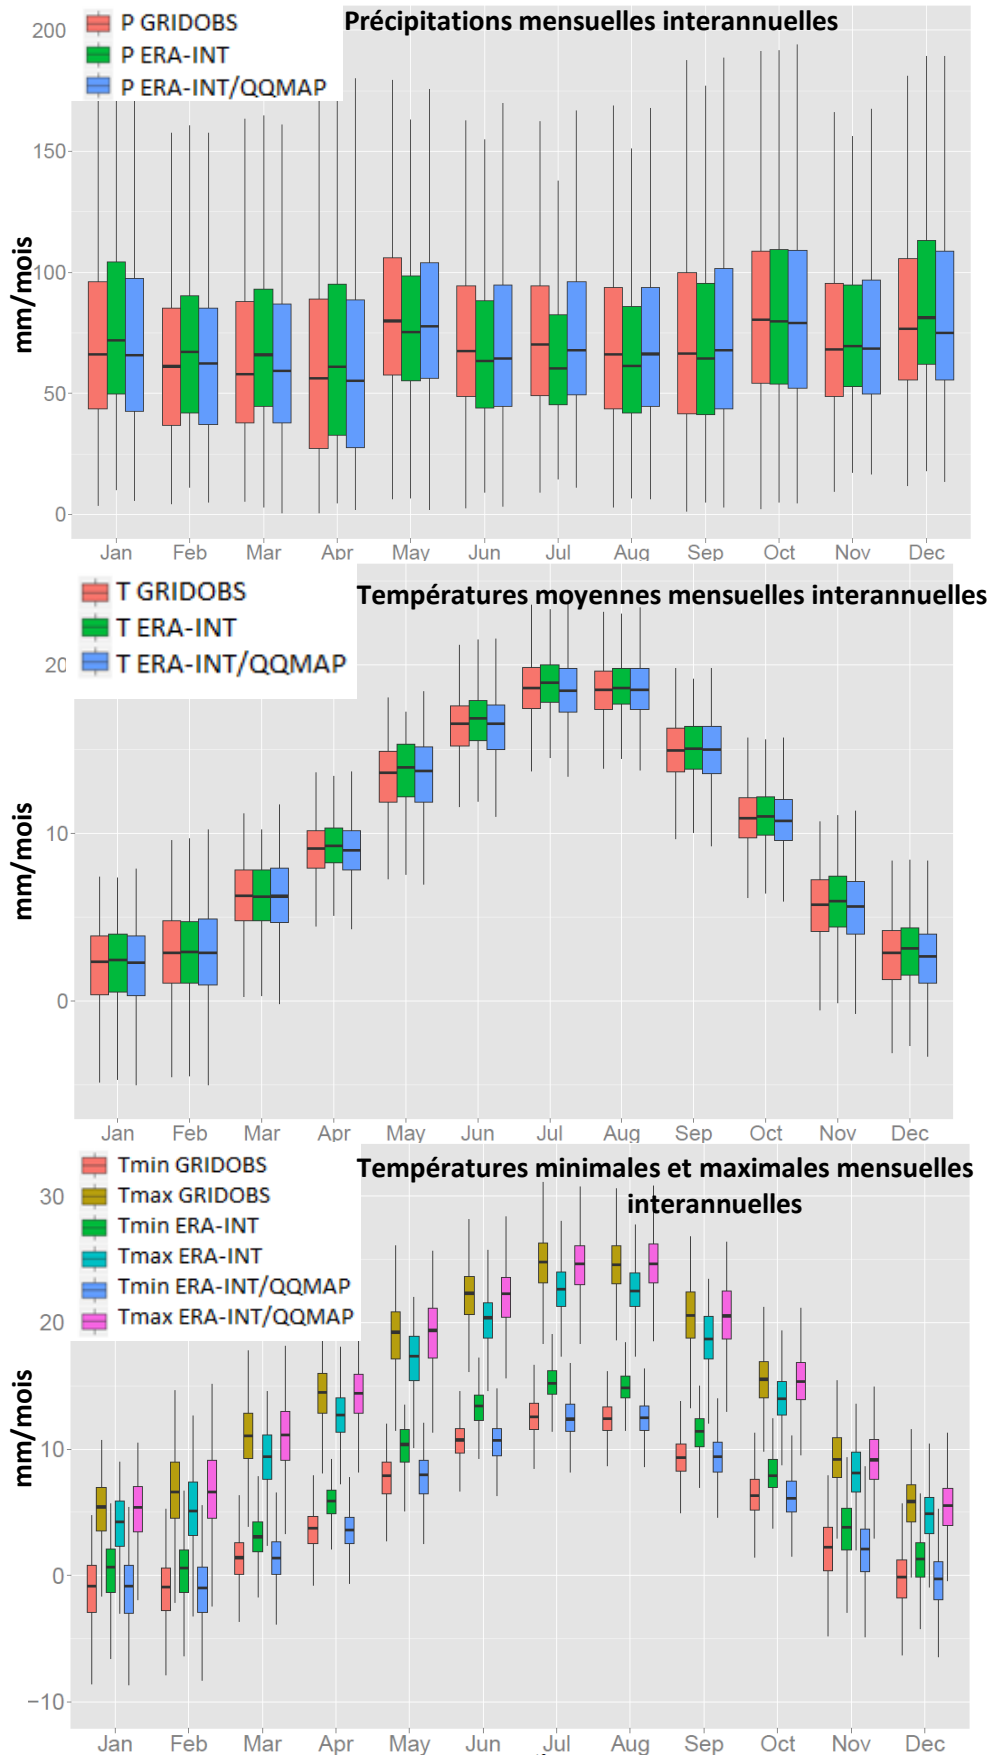 Précipitations mensuelles interannuelles
P GRIDOBS
P ERA-INT
P ERA-INT/QQMAP
200
150
100
50
0
mm/mois
Jan Feb Mar Apr May Jun Jul Aug Sep Oct Nov Dec
Températures moyennes mensuelles interannuelles
T GRIDOBS
T ERA-INT
T ERA-INT/QQMAP
20
10
0
mm/mois
Jan Feb Mar Apr May Jun Jul Aug Sep Oct Nov Dec
Températures minimales et maximales mensuelles
interannuelles
Tmin GRIDOBS
Tmax GRIDOBS
Tmin ERA-INT
Tmax ERA-INT
Tmin ERA-INT/QQMAP
Tmax ERA-INT/QQMAP
30
20
10
0
−10
mm/mois
Jan Feb Mar Apr May Jun Jul Aug Sep Oct Nov Dec